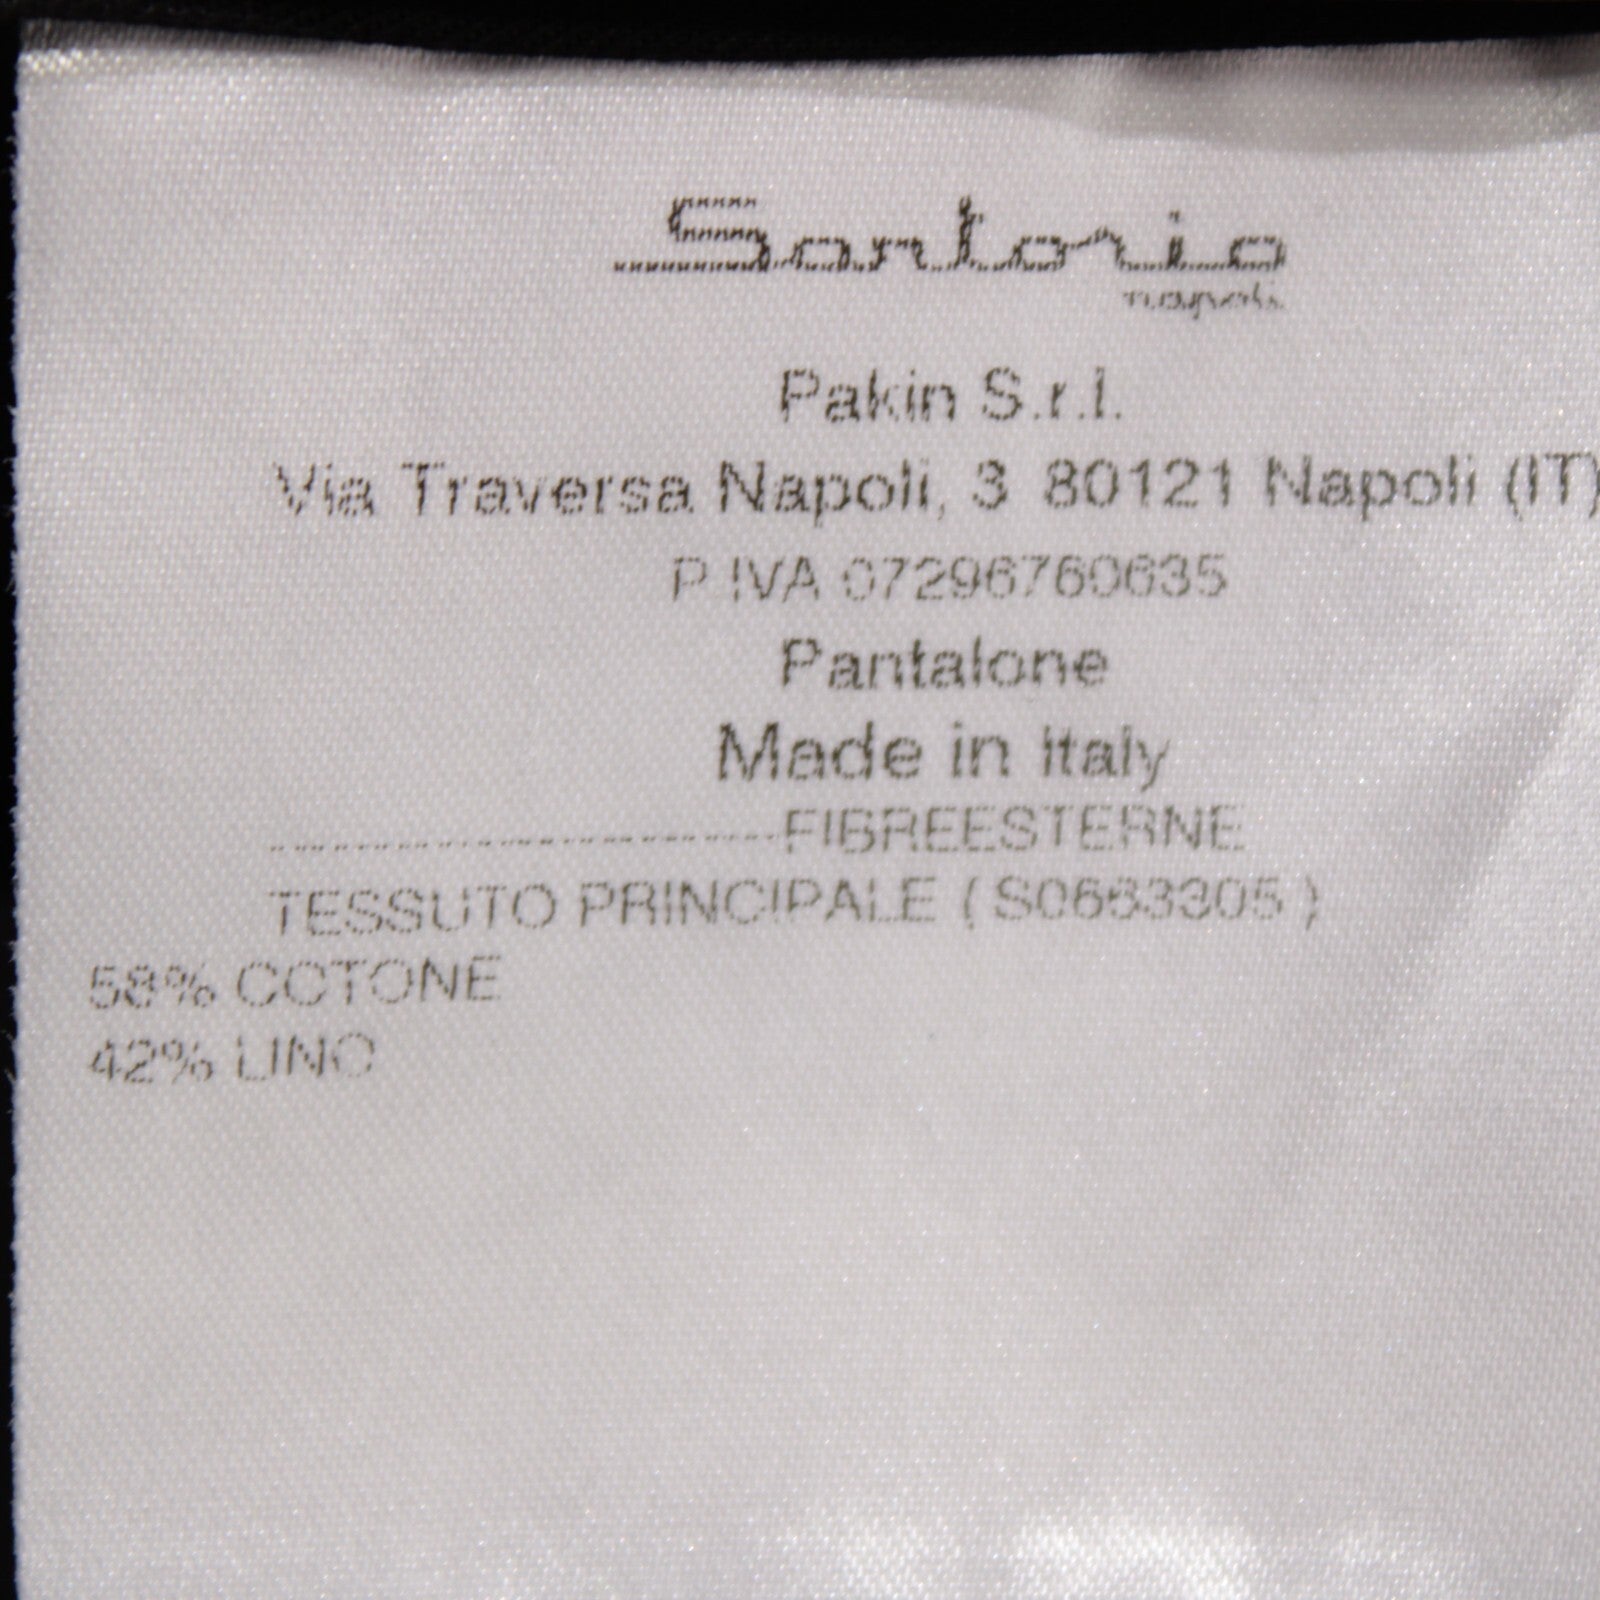 Sartorio
napoli
Pakin S.r.l.
Via Traversa Napoli, 3 80121 Napoli (IT)
P.IVA 07296760635
Pantalone
Made in Italy
------------------------FIBREESTERNE
TESSUTO PRINCIPALE ( S0663305 )
58% COTONE
42% LINO